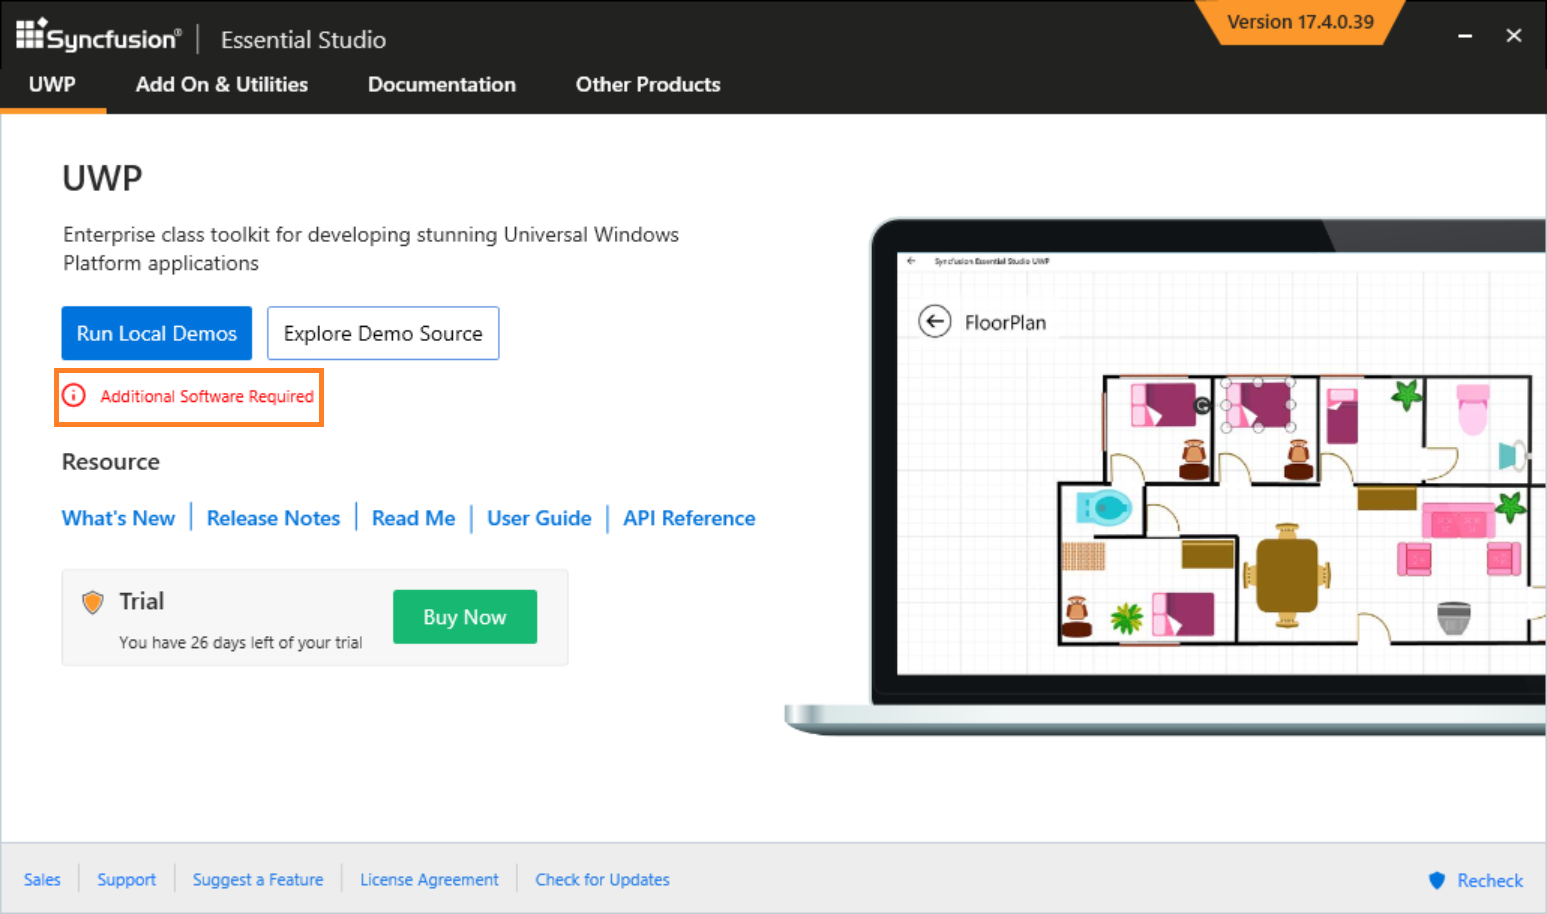 Syncfusion® Essential Studio
Version 17.4.0.39
UWP Add On & Utilities Documentation Other Products
UWP
Enterprise class toolkit for developing stunning Universal Windows
Platform applications
Run Local Demos Explore Demo Source
Additional Software Required
Resource
What's New Release Notes Read Me User Guide API Reference
Trial
You have 26 days left of your trial
Buy Now
Syncfusion Essential Studio UWP
FloorPlan
Sales Support Suggest a Feature License Agreement Check for Updates Recheck